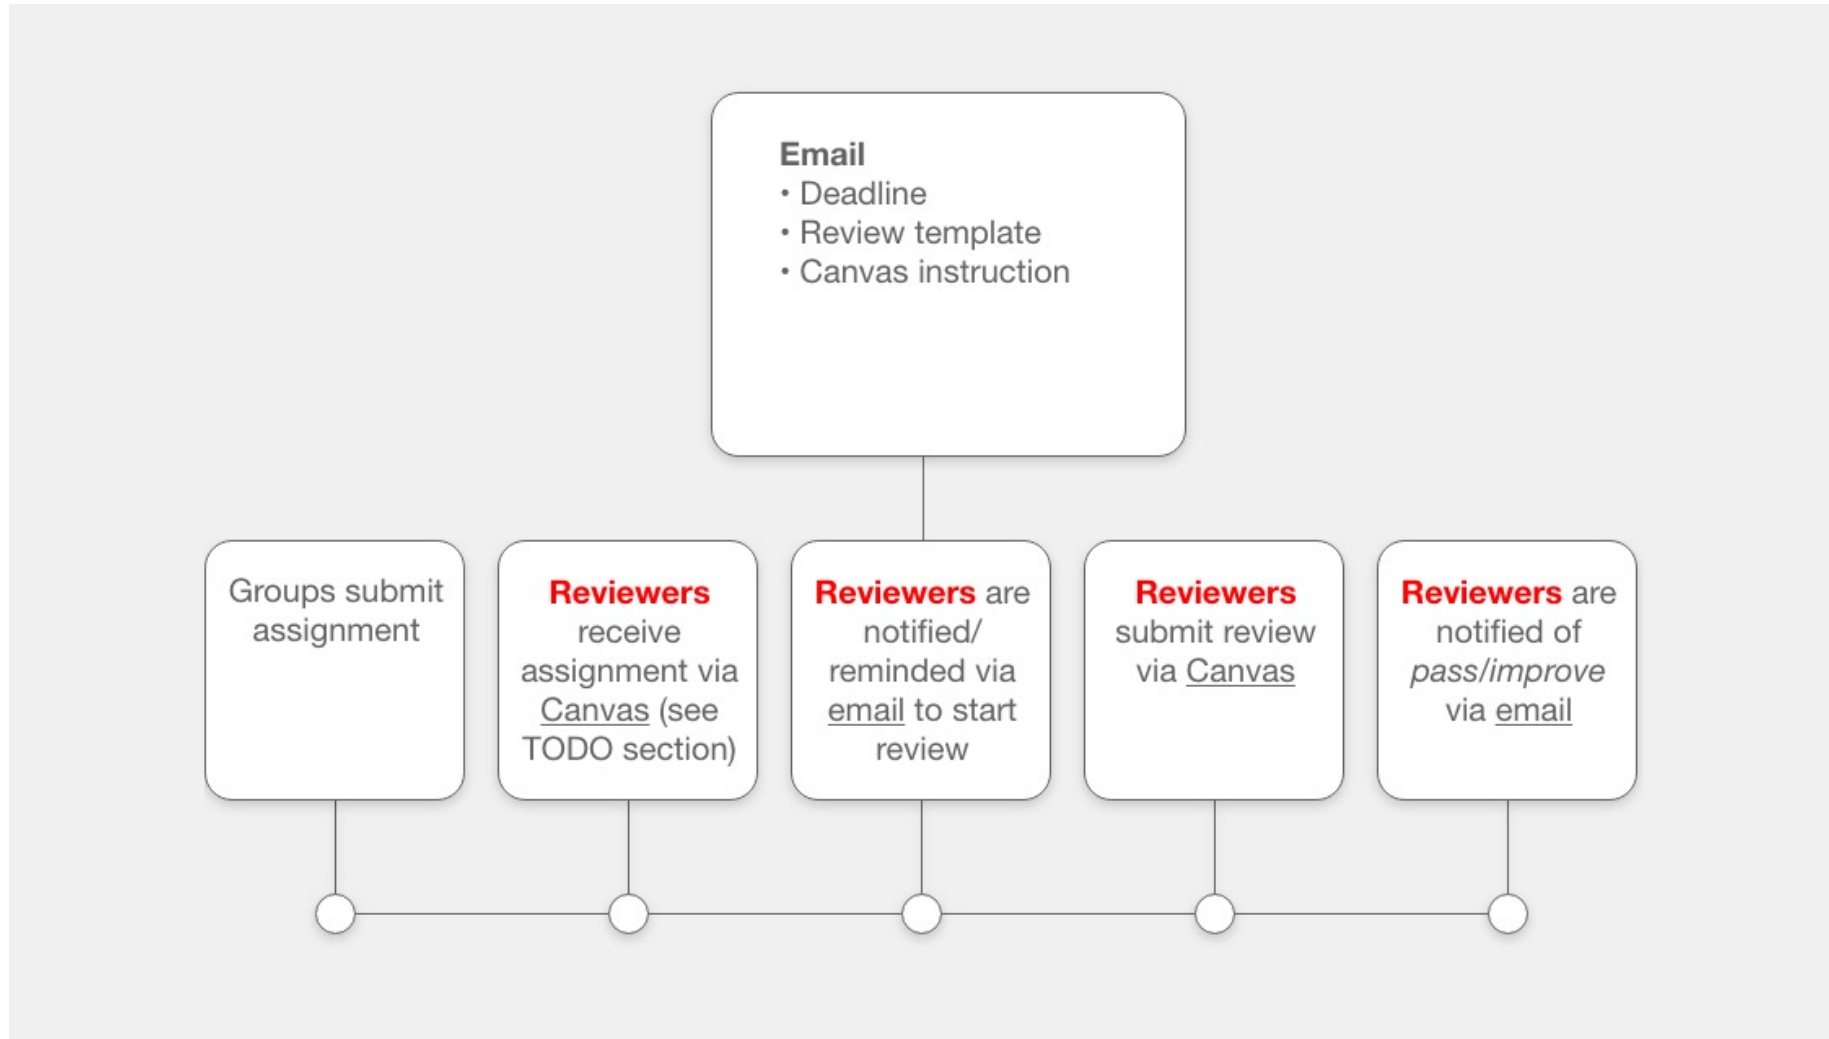 Email
• Deadline
• Review template
• Canvas instruction
Groups submit
assignment
Reviewers
receive
assignment via
Canvas (see
TODO section)
Reviewers are
notified/
reminded via
email to start
review
Reviewers
submit review
via Canvas
Reviewers are
notified of
pass/improve
via email